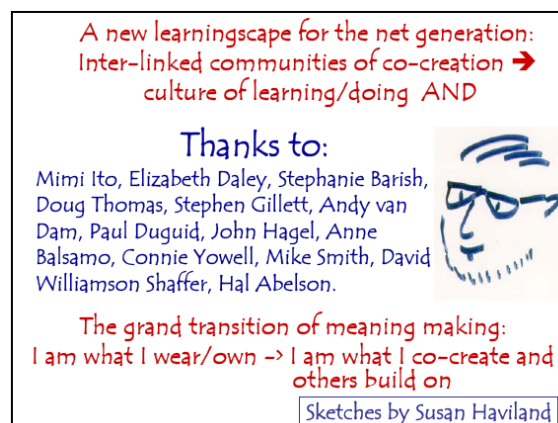 A new learningscape for the net generation:
Inter-linked communities of co-creation ➔
culture of learning/doing AND
Thanks to:
Mimi Ito, Elizabeth Daley, Stephanie Barish,
Doug Thomas, Stephen Gillett, Andy van
Dam, Paul Duguid, John Hagel, Anne
Balsamo, Connie Yowell, Mike Smith, David
Williamson Shaffer, Hal Abelson.
The grand transition of meaning making:
I am what I wear/own -> I am what I co-create and
others build on
Sketches by Susan Haviland